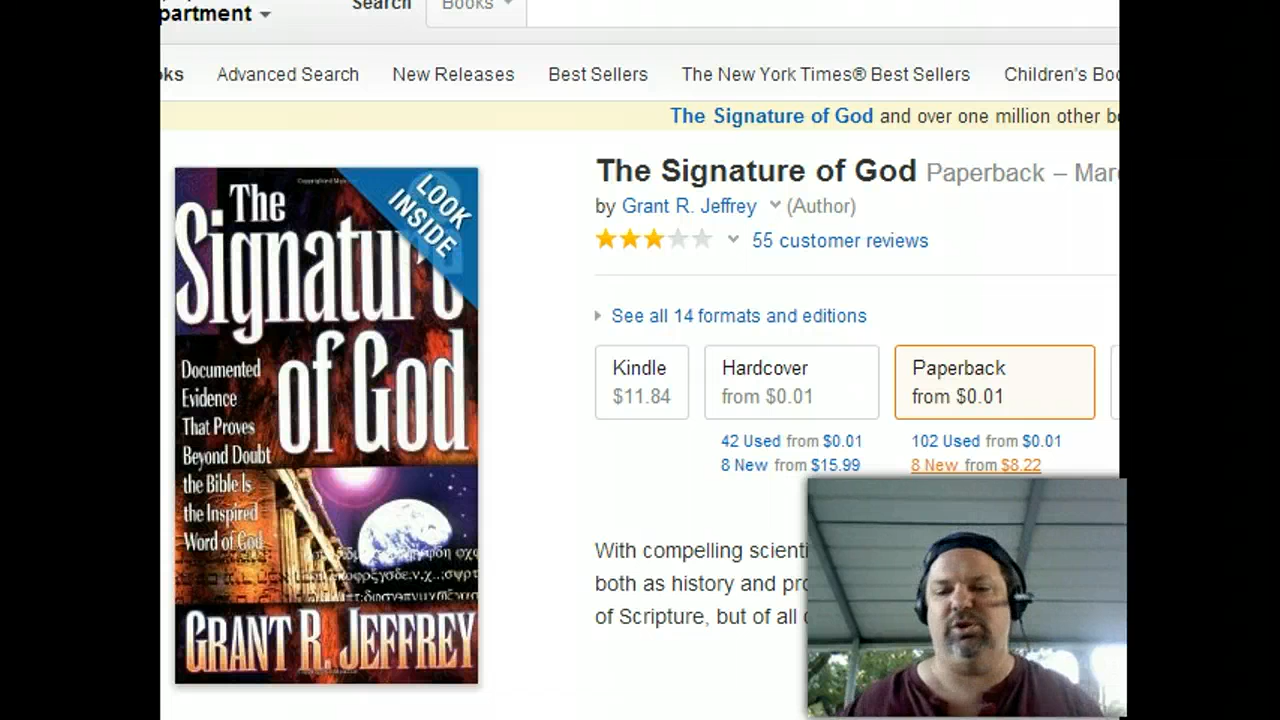 partment
Search
Books
ks
Advanced Search
New Releases
Best Sellers
The New York Times® Best Sellers
Children's Boo
The Signature of God and over one million other b
The
Signature
of God
LOOK
INSIDE
Documented
Evidence
That Proves
Beyond Doubt
the Bible Is
the Inspired
Word of God
GRANT R. JEFFREY
The Signature of God Paperback – Mar
by Grant R. Jeffrey (Author)
55 customer reviews
See all 14 formats and editions
Kindle
$11.84
Hardcover
from $0.01
Paperback
from $0.01
42 Used from $0.01
8 New from $15.99
102 Used from $0.01
8 New from $8.22
With compelling scienti
both as history and pro
of Scripture, but of all